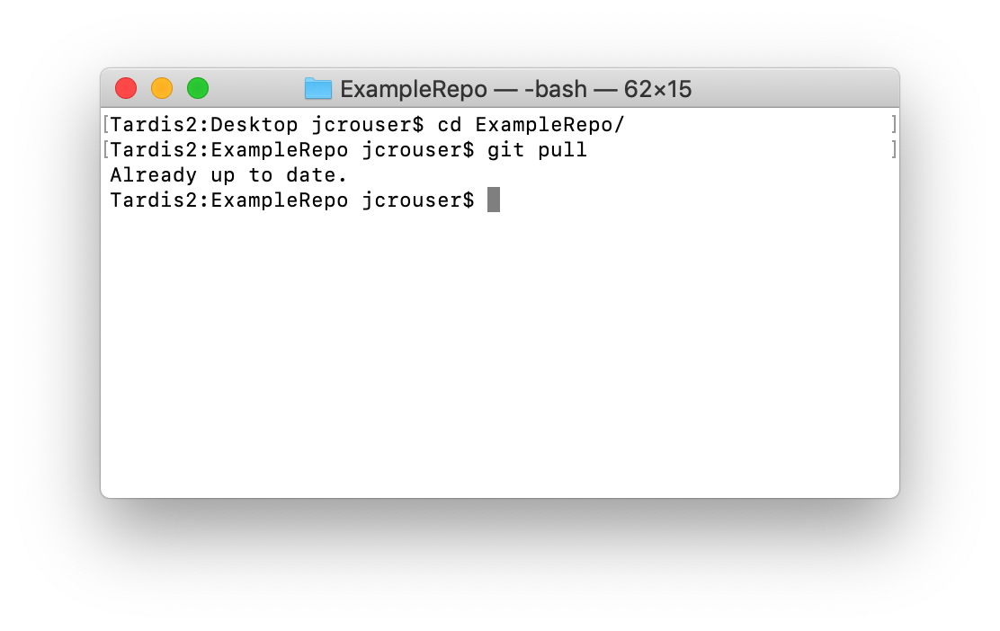 ExampleRepo — -bash — 62×15
[Tardis2:Desktop jcrouser$ cd ExampleRepo/ ]
[Tardis2:ExampleRepo jcrouser$ git pull ]
Already up to date.
Tardis2:ExampleRepo jcrouser$